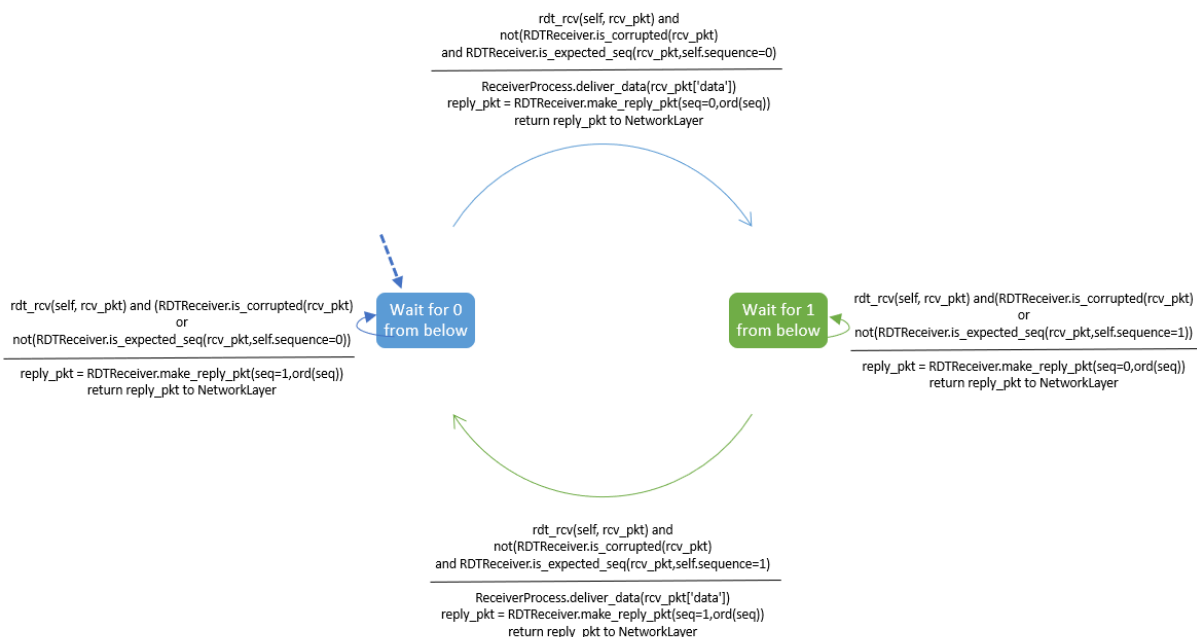 rdt_rcv(self, rcv_pkt) and
not(RDTReceiver.is_corrupted(rcv_pkt)
and RDTReceiver.is_expected_seq(rcv_pkt,self.sequence=0)
ReceiverProcess.deliver_data(rcv_pkt['data'])
reply_pkt = RDTReceiver.make_reply_pkt(seq=0,ord(seq))
return reply_pkt to NetworkLayer
rdt_rcv(self, rcv_pkt) and (RDTReceiver.is_corrupted(rcv_pkt)
or
not(RDTReceiver.is_expected_seq(rcv_pkt,self.sequence=0))
reply_pkt = RDTReceiver.make_reply_pkt(seq=1,ord(seq))
return reply_pkt to NetworkLayer
Wait for 0
from below
Wait for 1
from below
rdt_rcv(self, rcv_pkt) and(RDTReceiver.is_corrupted(rcv_pkt)
or
not(RDTReceiver.is_expected_seq(rcv_pkt,self.sequence=1))
reply_pkt = RDTReceiver.make_reply_pkt(seq=0,ord(seq))
return reply_pkt to NetworkLayer
rdt_rcv(self, rcv_pkt) and
not(RDTReceiver.is_corrupted(rcv_pkt)
and RDTReceiver.is_expected_seq(rcv_pkt,self.sequence=1)
ReceiverProcess.deliver_data(rcv_pkt['data'])
reply_pkt = RDTReceiver.make_reply_pkt(seq=1,ord(seq))
return reply_pkt to NetworkLayer